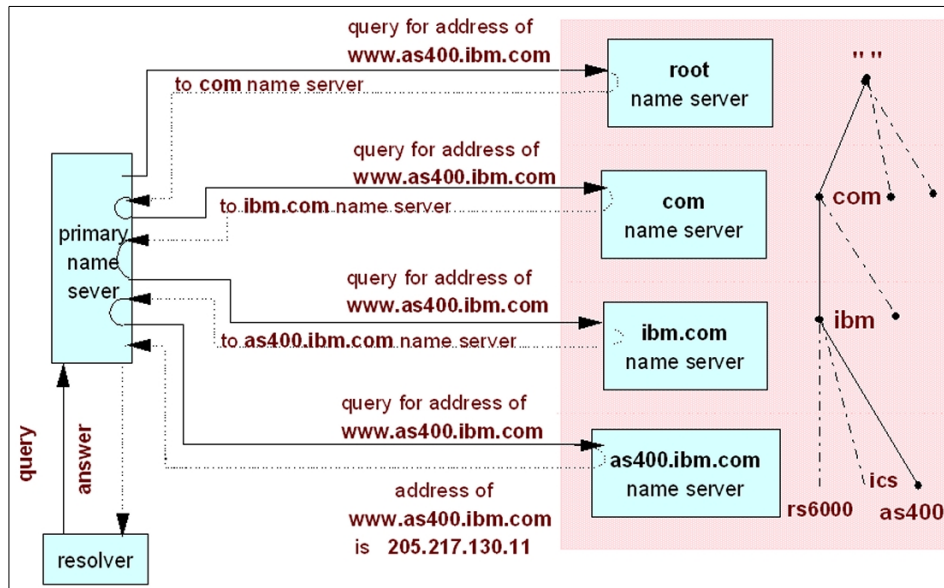 query for address of
www.as400.ibm.com
to com name server
root
name server
" "
query for address of
www.as400.ibm.com
to ibm.com name server
com
name server
com
primary
name
sever
query for address of
www.as400.ibm.com
to as400.ibm.com name server
ibm.com
name server
ibm
query for address of
www.as400.ibm.com
as400.ibm.com
name server
address of
www.as400.ibm.com
is 205.217.130.11
rs6000
ics
as400
query
answer
resolver